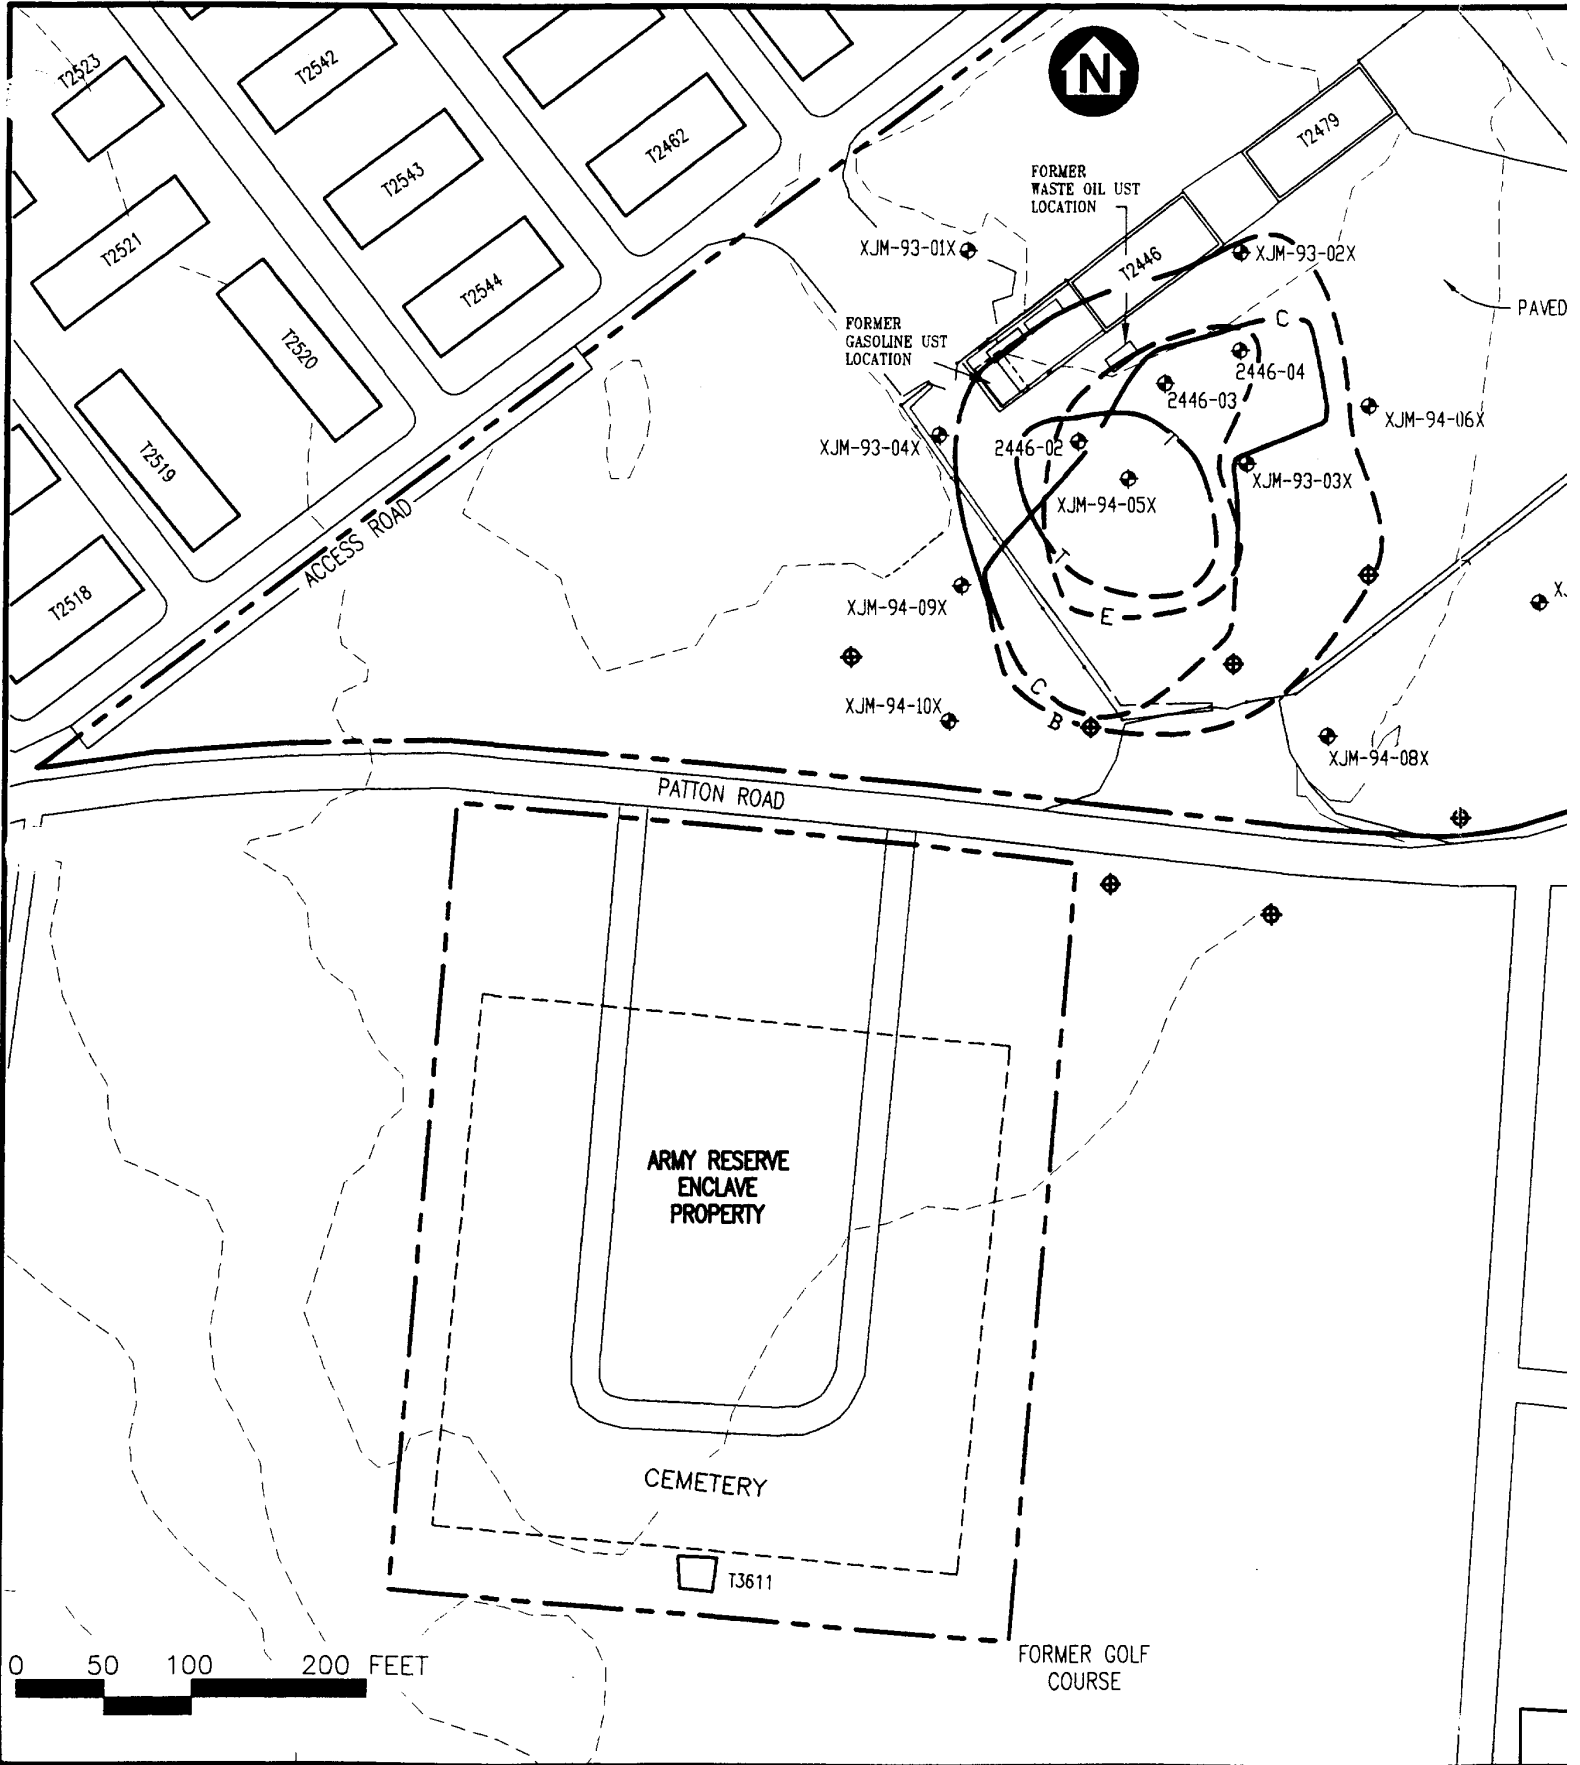 N
T2523
T2542
T2479
T2462
T2543
FORMER
WASTE OIL UST
LOCATION
T2521
XJM-93-01X
T2446
XJM-93-02X
T2544
PAVED
FORMER
GASOLINE UST
LOCATION
C
T2520
2446-04
2446-03
XJM-94-06X
XJM-93-04X
2446-02
T
T2519
XJM-93-03X
XJM-94-05X
ACCESS ROAD
T
T2518
XJM-94-09X
E
X.
C
XJM-94-10X
B
XJM-94-08X
PATTON ROAD
ARMY RESERVE
ENCLAVE
PROPERTY
CEMETERY
T3611
FORMER GOLF
COURSE
0 50 100 200 FEET